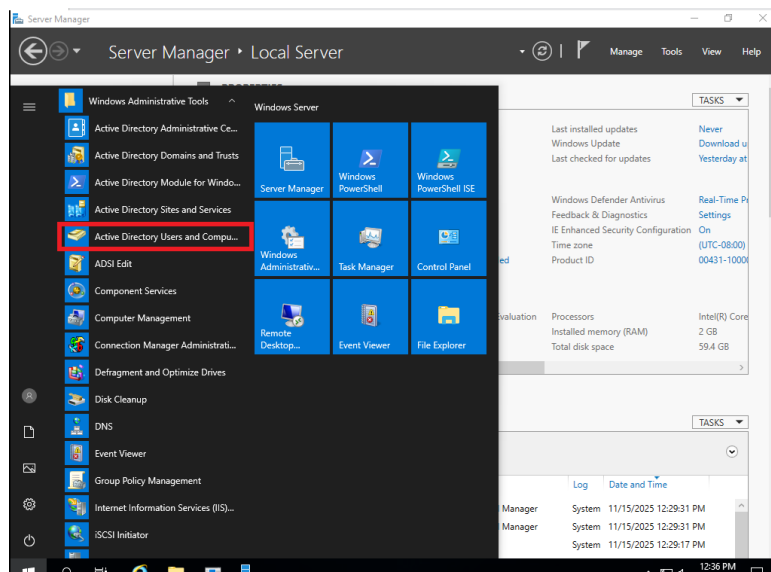 Server Manager
Server Manager • Local Server
Manage Tools View Help
TASKS
Windows Administrative Tools
Active Directory Administrative Ce...
Active Directory Domains and Trusts
Active Directory Module for Windo...
Active Directory Sites and Services
Active Directory Users and Compu...
ADSI Edit
Component Services
Computer Management
Connection Manager Administrati...
Defragment and Optimize Drives
Disk Cleanup
DNS
Event Viewer
Group Policy Management
Internet Information Services (IIS)...
iSCSI Initiator
Windows Server
Server Manager
Windows
PowerShell
Windows
PowerShell ISE
Windows
Administrativ...
Task Manager
Control Panel
Remote
Desktop...
Event Viewer
File Explorer
Last installed updates Never
Windows Update Download u
Last checked for updates Yesterday at
Windows Defender Antivirus Real-Time Pr
Feedback & Diagnostics Settings
IE Enhanced Security Configuration On
Time zone (UTC-08:00)
ed Product ID 00431-1000
valuation Processors Intel(R) Core
Installed memory (RAM) 2 GB
Total disk space 59.4 GB
TASKS
Log Date and Time
Manager System 11/15/2025 12:29:31 PM
Manager System 11/15/2025 12:29:31 PM
System 11/15/2025 12:29:17 PM
12:36 PM